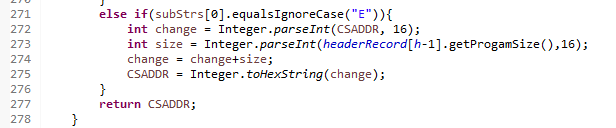 271 else if(subStrs[0].equalsIgnoreCase("E")){
272 int change = Integer.parseInt(CSADDR, 16);
273 int size = Integer.parseInt(headerRecord[h-1].getProgamSize(),16);
274 change = change+size;
275 CSADDR = Integer.toHexString(change);
276 }
277 return CSADDR;
278 }